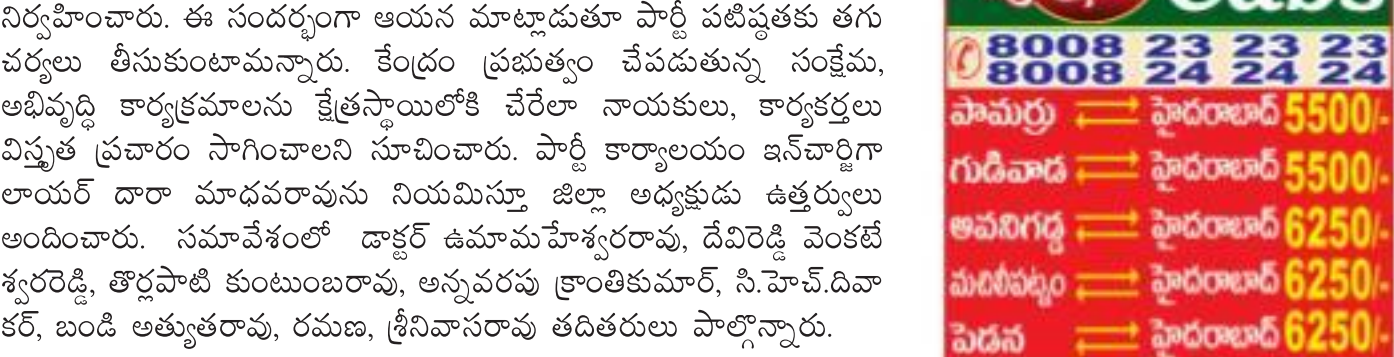 నిర్వహించారు. ఈ సందర్భంగా ఆయన మాట్లాడుతూ పార్టీ పటిష్ఠతకు తగు
చర్యలు తీసుకుంటామన్నారు. కేంద్రం ప్రభుత్వం చేపడుతున్న సంక్షేమ,
అభివృద్ధి కార్యక్రమాలను క్షేత్రస్థాయిలోకి చేరేలా నాయకులు, కార్యకర్తలు
విస్తృత ప్రచారం సాగించాలని సూచించారు. పార్టీ కార్యాలయం ఇన్‌చార్జిగా
లాయర్ దారా మాధవరావును నియమిస్తూ జిల్లా అధ్యక్షుడు ఉత్తర్వులు
అందించారు. సమావేశంలో డాక్టర్ ఉమామహేశ్వరరావు, దేవిరెడ్డి వెంకటే
శ్వరరెడ్డి, తొర్లపాటి కుంటుంబరావు, అన్నవరపు క్రాంతికుమార్, సి.హెచ్.దివా
కర్, బండి అత్యుతరావు, రమణ, శ్రీనివాసరావు తదితరులు పాల్గొన్నారు.
8008 23 23 23
8008 24 24 24
పామర్రు హైదరాబాద్ 5500/-
గుడివాడ హైదరాబాద్ 5500/-
అవనిగడ్డ హైదరాబాద్ 6250/-
మచిలీపట్నం హైదరాబాద్ 6250/-
పెడన హైదరాబాద్ 6250/-